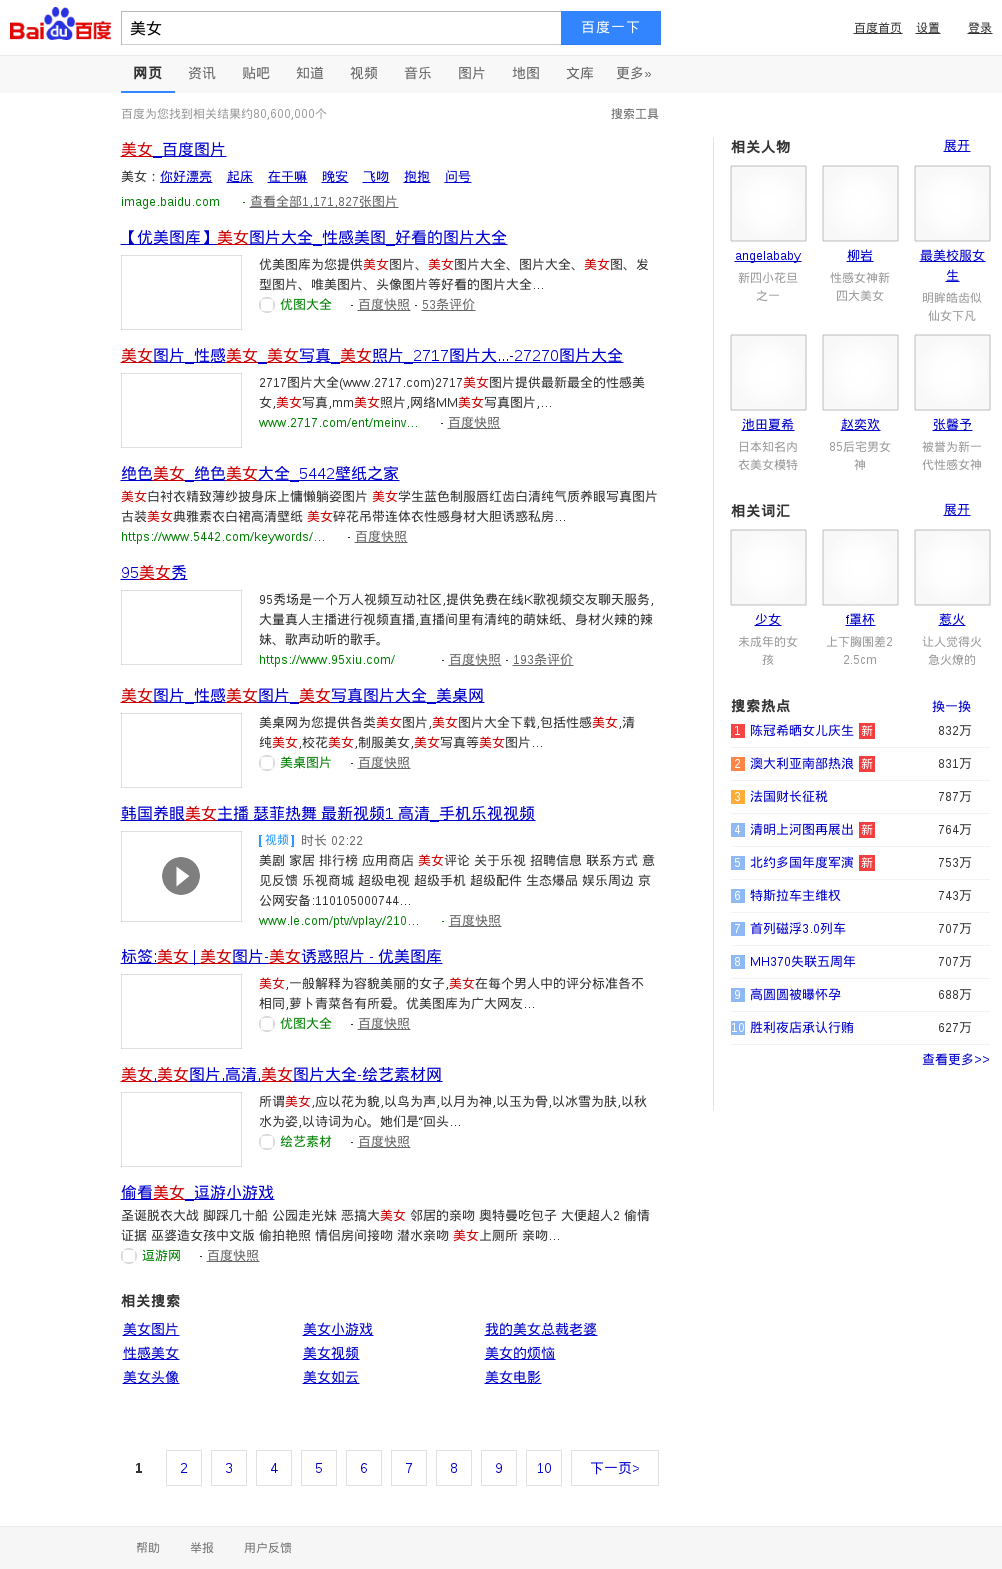 Bai du 百度 美女 百度一下 百度首页 设置 登录
网页 资讯 贴吧 知道 视频 音乐 图片 地图 文库 更多»
百度为您找到相关结果约80,600,000个 搜索工具
美女_百度图片
美女：你好漂亮 起床 在干嘛 晚安 飞吻 抱抱 问号
image.baidu.com - 查看全部1,171,827张图片
【优美图库】美女图片大全_性感美图_好看的图片大全
优美图库为您提供美女图片、美女图片大全、图片大全、美女图、发
型图片、唯美图片、头像图片等好看的图片大全...
优图大全 - 百度快照 - 53条评价
美女图片_性感美女_美女写真_美女照片_2717图片大...-27270图片大全
2717图片大全(www.2717.com)2717美女图片提供最新最全的性感美
女,美女写真,mm美女照片,网络MM美女写真图片,...
www.2717.com/ent/meinv... - 百度快照
绝色美女_绝色美女大全_5442壁纸之家
美女白衬衣精致薄纱披身床上慵懒躺姿图片 美女学生蓝色制服唇红齿白清纯气质养眼写真图片
古装美女典雅素衣白裙高清壁纸 美女碎花吊带连体衣性感身材大胆诱惑私房...
https://www.5442.com/keywords/... - 百度快照
95美女秀
95秀场是一个万人视频互动社区,提供免费在线K歌视频交友聊天服务,
大量真人主播进行视频直播,直播间里有清纯的萌妹纸、身材火辣的辣
妹、歌声动听的歌手。
https://www.95xiu.com/ - 百度快照 - 193条评价
美女图片_性感美女图片_美女写真图片大全_美桌网
美桌网为您提供各类美女图片,美女图片大全下载,包括性感美女,清
纯美女,校花美女,制服美女,美女写真等美女图片...
美桌图片 - 百度快照
韩国养眼美女主播 瑟菲热舞 最新视频1 高清_手机乐视视频
[视频] 时长 02:22
美剧 家居 排行榜 应用商店 美女评论 关于乐视 招聘信息 联系方式 意
见反馈 乐视商城 超级电视 超级手机 超级配件 生态爆品 娱乐周边 京
公网安备:110105000744...
www.le.com/ptv/vplay/210... - 百度快照
标签:美女 | 美女图片-美女诱惑照片 - 优美图库
美女,一般解释为容貌美丽的女子,美女在每个男人中的评分标准各不
相同,萝卜青菜各有所爱。优美图库为广大网友...
优图大全 - 百度快照
美女,美女图片,高清,美女图片大全-绘艺素材网
所谓美女,应以花为貌,以鸟为声,以月为神,以玉为骨,以冰雪为肤,以秋
水为姿,以诗词为心。她们是“回头...
绘艺素材 - 百度快照
偷看美女_逗游小游戏
圣诞脱衣大战 脚踩几十船 公园走光妹 恶搞大美女 邻居的亲吻 奥特曼吃包子 大便超人2 偷情
证据 巫婆造女孩中文版 偷拍艳照 情侣房间接吻 潜水亲吻 美女上厕所 亲吻...
逗游网 - 百度快照
相关搜索
美女图片 美女小游戏 我的美女总裁老婆
性感美女 美女视频 美女的烦恼
美女头像 美女如云 美女电影
1 2 3 4 5 6 7 8 9 10 下一页>
相关人物 展开
angelababy 柳岩 最美校服女
生
新四小花旦 性感女神新 明眸皓齿似
之一 四大美女 仙女下凡
池田夏希 赵奕欢 张馨予
日本知名内 85后宅男女 被誉为新一
衣美女模特 神 代性感女神
相关词汇 展开
少女 f罩杯 惹火
未成年的女 上下胸围差2 让人觉得火
孩 2.5cm 急火燎的
搜索热点 换一换
1 陈冠希晒女儿庆生 新 832万
2 澳大利亚南部热浪 新 831万
3 法国财长征税 787万
4 清明上河图再展出 新 764万
5 北约多国年度军演 新 753万
6 特斯拉车主维权 743万
7 首列磁浮3.0列车 707万
8 MH370失联五周年 707万
9 高圆圆被曝怀孕 688万
10 胜利夜店承认行贿 627万
查看更多>>
帮助 举报 用户反馈